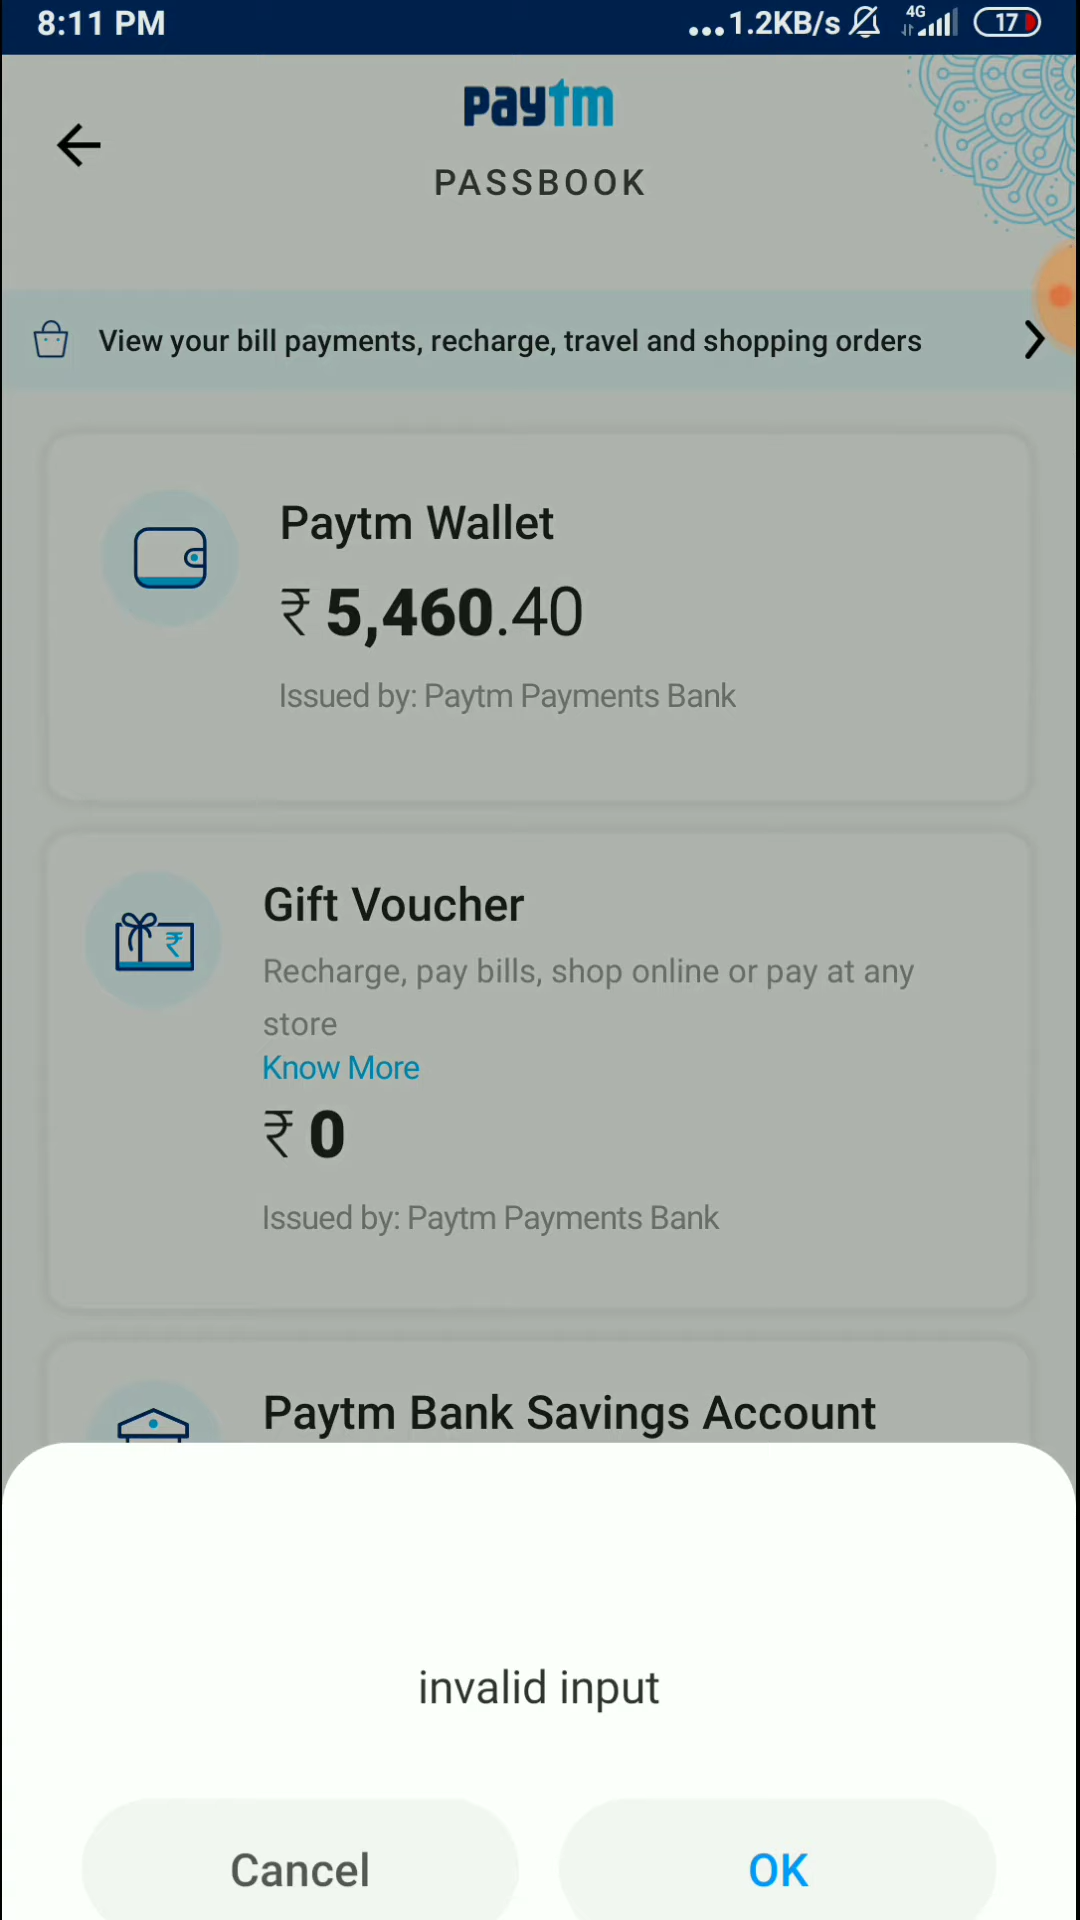 8:11 PM
...1.2KB/s 4G 17
paytm
PASSBOOK
View your bill payments, recharge, travel and shopping orders
Paytm Wallet
₹ 5,460.40
Issued by: Paytm Payments Bank
Gift Voucher
Recharge, pay bills, shop online or pay at any
store
Know More
₹ 0
Issued by: Paytm Payments Bank
Paytm Bank Savings Account
invalid input
Cancel OK